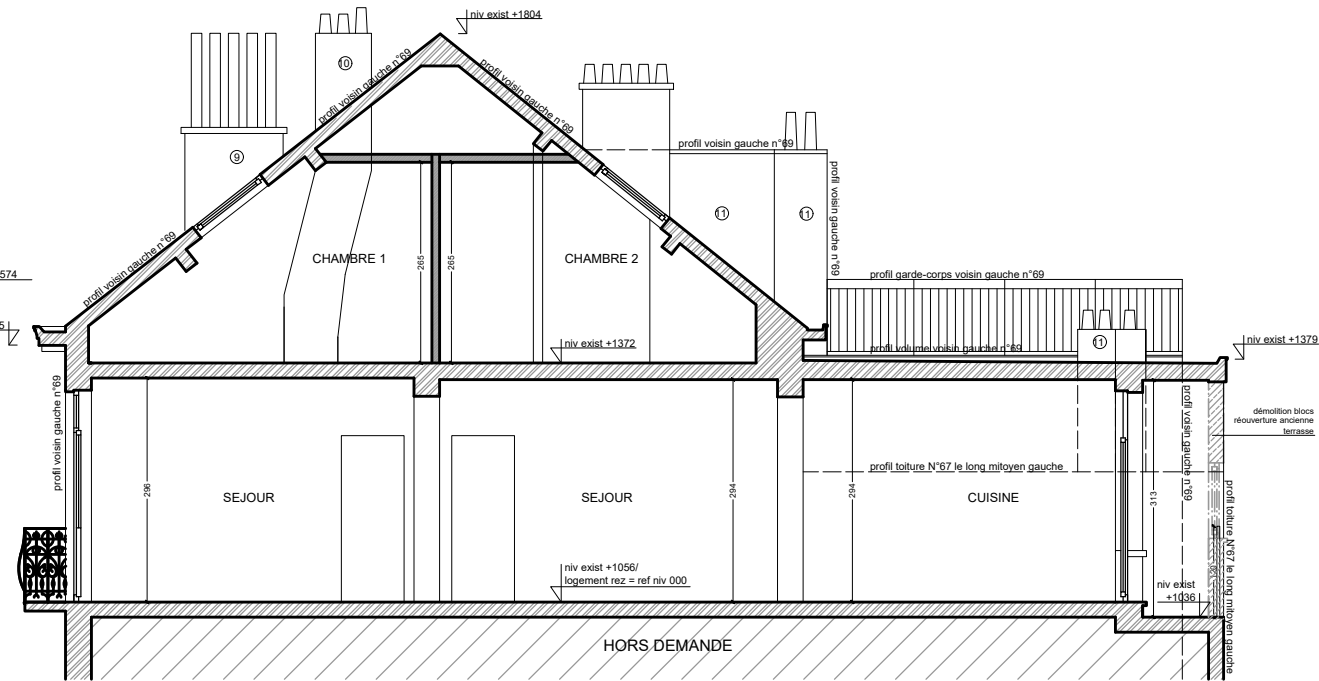 niv exist +1804
profil voisin gauche n°69
profil voisin gauche n°69
10
9
profil voisin gauche n°69
profil voisin gauche n°69
11
11
profil voisin gauche n°69
CHAMBRE 1
265
265
CHAMBRE 2
574
profil garde-corps voisin gauche n°69
5
niv exist +1372
profil volume voisin gauche n°69
11
niv exist +1379
profil voisin gauche n°69
profil voisin gauche n°69
démolition blocs
réouverture ancienne
terrasse
profil toiture N°67 le long mitoyen gauche
296
SEJOUR
SEJOUR
294
294
CUISINE
313
profil toiture N°67 le long mitoyen gauche
niv exist +1056/
logement rez = ref niv 000
niv exist
+1036
HORS DEMANDE